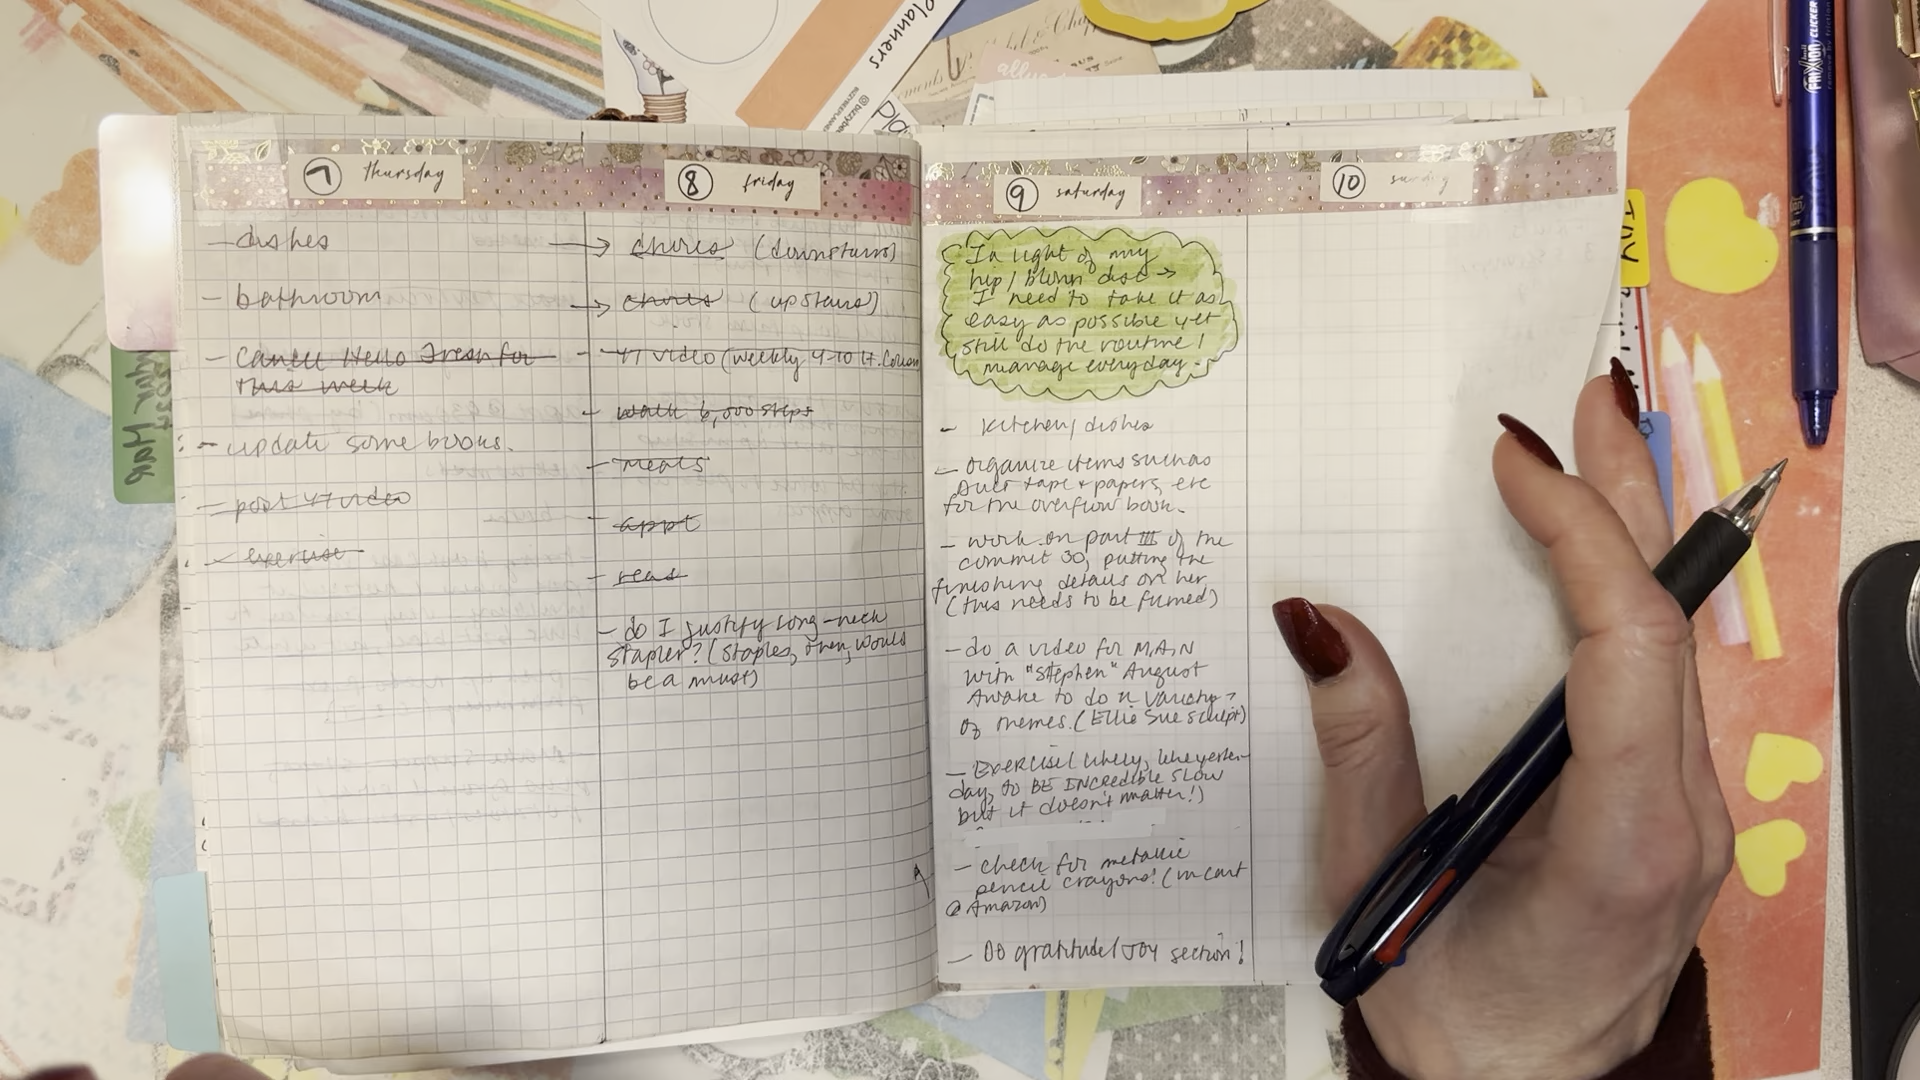 Planners
FRIXION CLICKER
7 thursday
8 friday
9 saturday
10 sunday
JOY
- dishes
- bathroom
- Cancel Hello Fresh for
this week
- update some books.
- post YT video
- exercise
→ chores (downstairs)
→ chores (upstairs)
- YT video (weekly 4-10
- walk 6,000 steps
- meals
- appt
- read
- do I justify long-neck
stapler? (staples, then, would
be a must)
In light of my
hip/blown disc →
I need to take it as
easy as possible yet
still do the routine I
manage everyday.
- Kitchen/dishes
- organize items such as
Duct tape + papers, etc
for the overflow book.
- work on part III of the
commit 30, putting the
finishing details on her
(this needs to be filmed)
- do a video for M.A.N
with "Stephen" August
Awake to do a variety
of themes. (Ellie Sue sculpt)
- Exercise! likely, like yester-
day, to BE INCREDIBLE SLOW
but it doesn't matter!)
- check for metallic
pencil crayons! (in cart
@ Amazon)
- Do gratitude/Joy section!